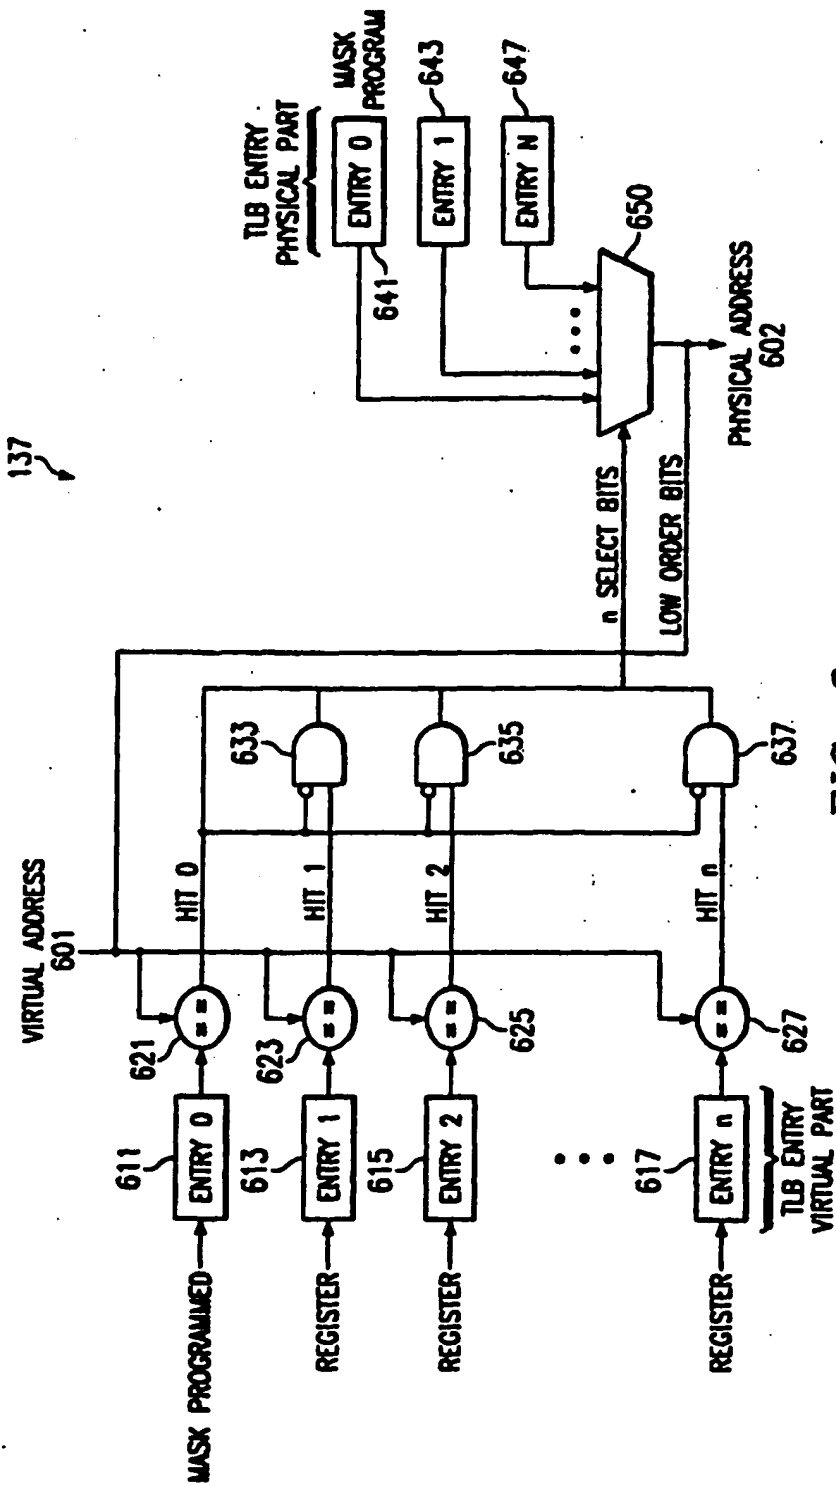 137
VIRTUAL ADDRESS
601
MASK PROGRAMMED
611
ENTRY 0
621
==
HIT 0
REGISTER
613
ENTRY 1
623
==
HIT 1
633
REGISTER
615
ENTRY 2
625
==
HIT 2
635
REGISTER
617
ENTRY n
627
==
HIT n
637
TLB ENTRY
VIRTUAL PART
n SELECT BITS
LOW ORDER BITS
TLB ENTRY
PHYSICAL PART
MASK
PROGRAM
641
ENTRY 0
643
ENTRY 1
647
ENTRY N
650
PHYSICAL ADDRESS
602